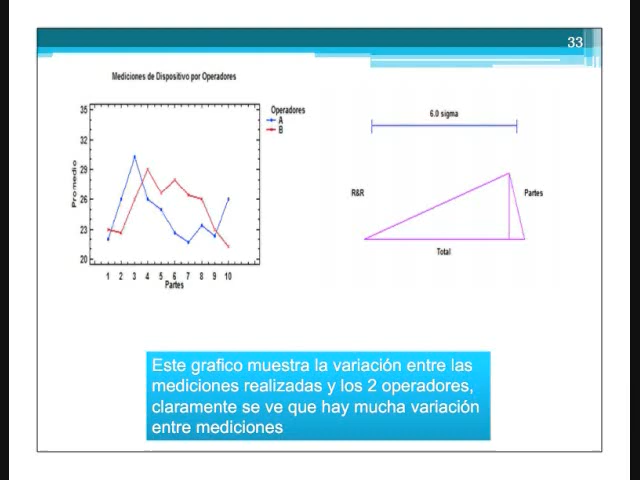 33
Mediciones de Dispositivo por Operadores
35
32
29
26
23
20
Promedio
1 2 3 4 5 6 7 8 9 10
Partes
Operadores
A
B
6.0 sigma
R&R
Partes
Total
Este grafico muestra la variación entre las
mediciones realizadas y los 2 operadores,
claramente se ve que hay mucha variación
entre mediciones